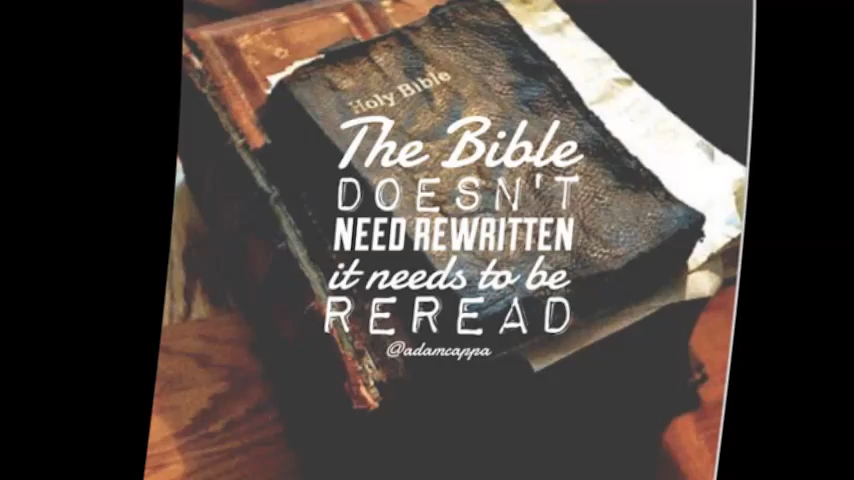 Holy Bible
The Bible
DOESN'T
NEED REWRITTEN
it needs to be
REREAD
@adamcappa